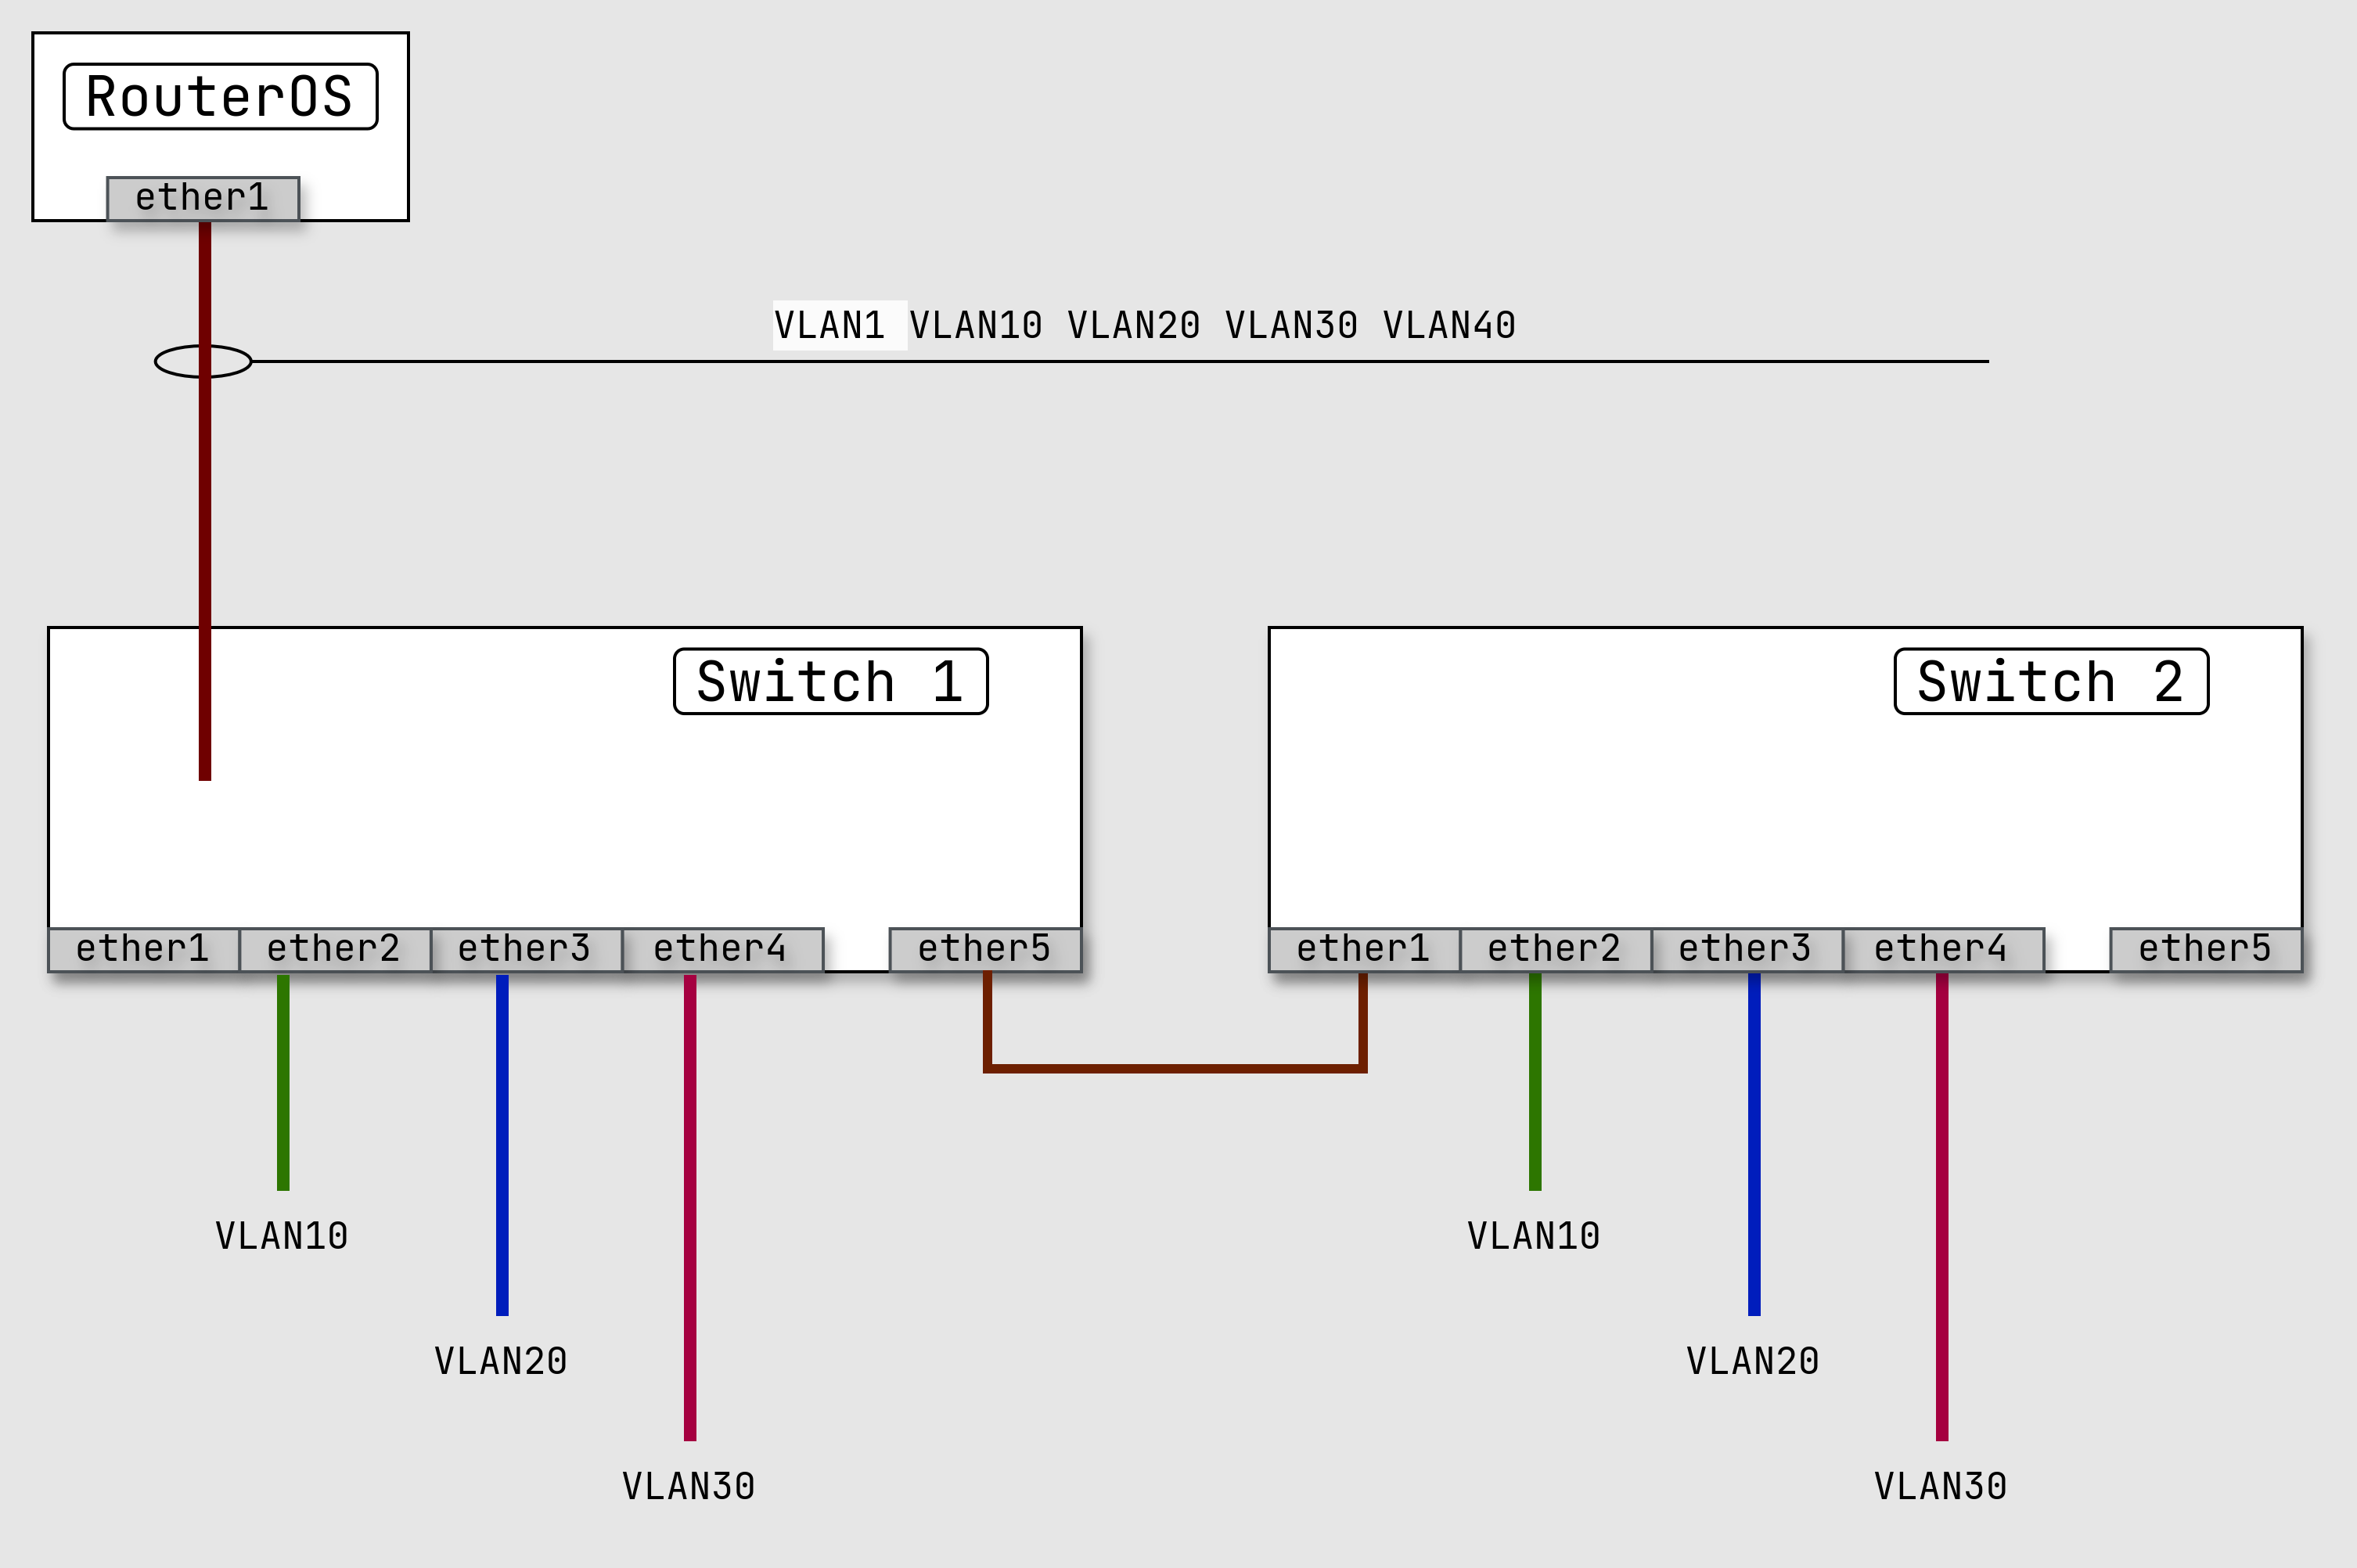 RouterOS
ether1
VLAN1 VLAN10 VLAN20 VLAN30 VLAN40
Switch 1
Switch 2
ether1 ether2 ether3 ether4 ether5
ether1 ether2 ether3 ether4 ether5
VLAN10
VLAN10
VLAN20
VLAN20
VLAN30
VLAN30